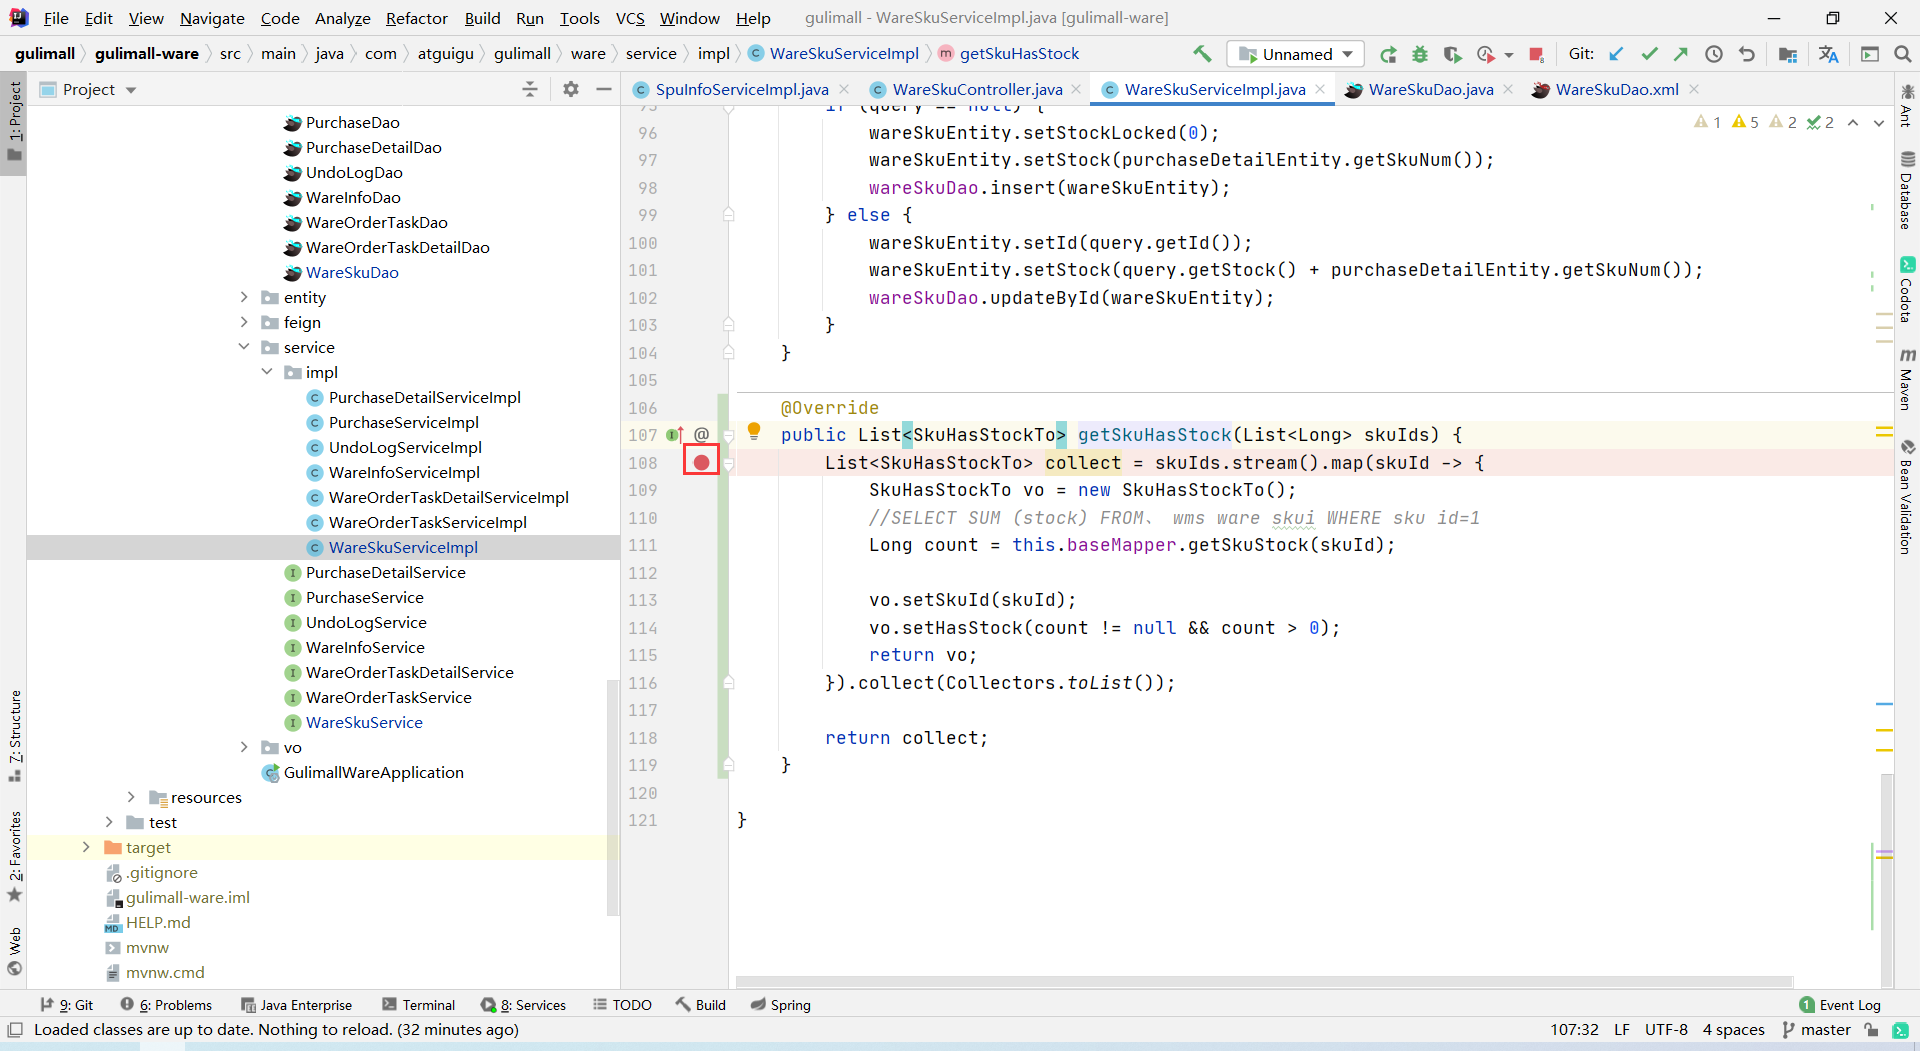 File Edit View Navigate Code Analyze Refactor Build Run Tools VCS Window Help gulimall - WareSkuServiceImpl.java [gulimall-ware]
gulimall gulimall-ware src main java com atguigu gulimall ware service impl WareSkuServiceImpl getSkuHasStock Unnamed Git:
Project
SpuInfoServiceImpl.java WareSkuController.java WareSkuServiceImpl.java WareSkuDao.java WareSkuDao.xml
1: Project
7: Structure
2: Favorites
Web
PurchaseDao
PurchaseDetailDao
UndoLogDao
WareInfoDao
WareOrderTaskDao
WareOrderTaskDetailDao
WareSkuDao
entity
feign
service
impl
PurchaseDetailServiceImpl
PurchaseServiceImpl
UndoLogServiceImpl
WareInfoServiceImpl
WareOrderTaskDetailServiceImpl
WareOrderTaskServiceImpl
WareSkuServiceImpl
PurchaseDetailService
PurchaseService
UndoLogService
WareInfoService
WareOrderTaskDetailService
WareOrderTaskService
WareSkuService
vo
GulimallWareApplication
resources
test
target
.gitignore
gulimall-ware.iml
HELP.md
mvnw
mvnw.cmd
95 if (query == null) {
96 wareSkuEntity.setStockLocked(0);
97 wareSkuEntity.setStock(purchaseDetailEntity.getSkuNum());
98 wareSkuDao.insert(wareSkuEntity);
99 } else {
100 wareSkuEntity.setId(query.getId());
101 wareSkuEntity.setStock(query.getStock() + purchaseDetailEntity.getSkuNum());
102 wareSkuDao.updateById(wareSkuEntity);
103 }
104 }
105
106 @Override
107 @ public List<SkuHasStockTo> getSkuHasStock(List<Long> skuIds) {
108 List<SkuHasStockTo> collect = skuIds.stream().map(skuId -> {
109 SkuHasStockTo vo = new SkuHasStockTo();
110 //SELECT SUM (stock) FROM、 wms ware skui WHERE sku id=1
111 Long count = this.baseMapper.getSkuStock(skuId);
112
113 vo.setSkuId(skuId);
114 vo.setHasStock(count != null && count > 0);
115 return vo;
116 }).collect(Collectors.toList());
117
118 return collect;
119 }
120
121 }
1 5 2 2
Ant
Database
Codota
Maven
Bean Validation
9: Git 6: Problems Java Enterprise Terminal 8: Services TODO Build Spring 1 Event Log
Loaded classes are up to date. Nothing to reload. (32 minutes ago) 107:32 LF UTF-8 4 spaces master